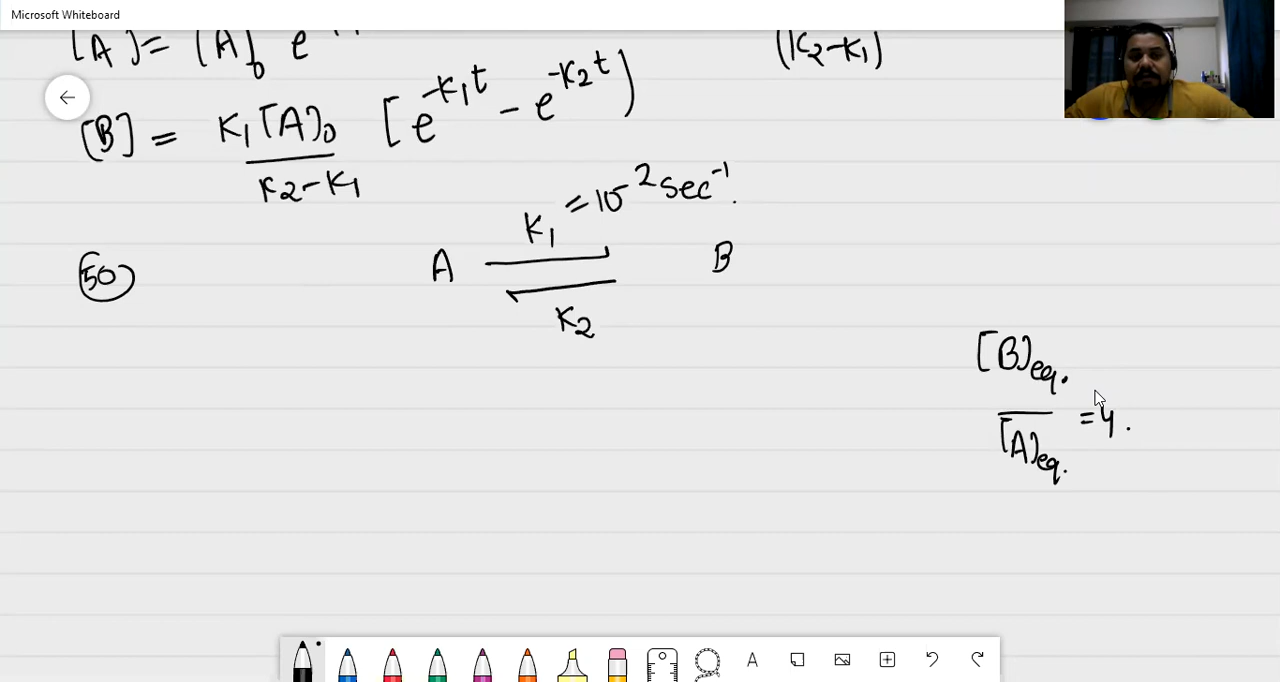 Microsoft Whiteboard
[A] = [A]₀ e
(K₂-K₁)
[B] = K₁[A]₀ [e^-K₁t - e^-K₂t)
K₂-K₁
K₁ = 10⁻² sec⁻¹.
50) A B
K₂
[B]eq.
= 4.
[A]eq.
A